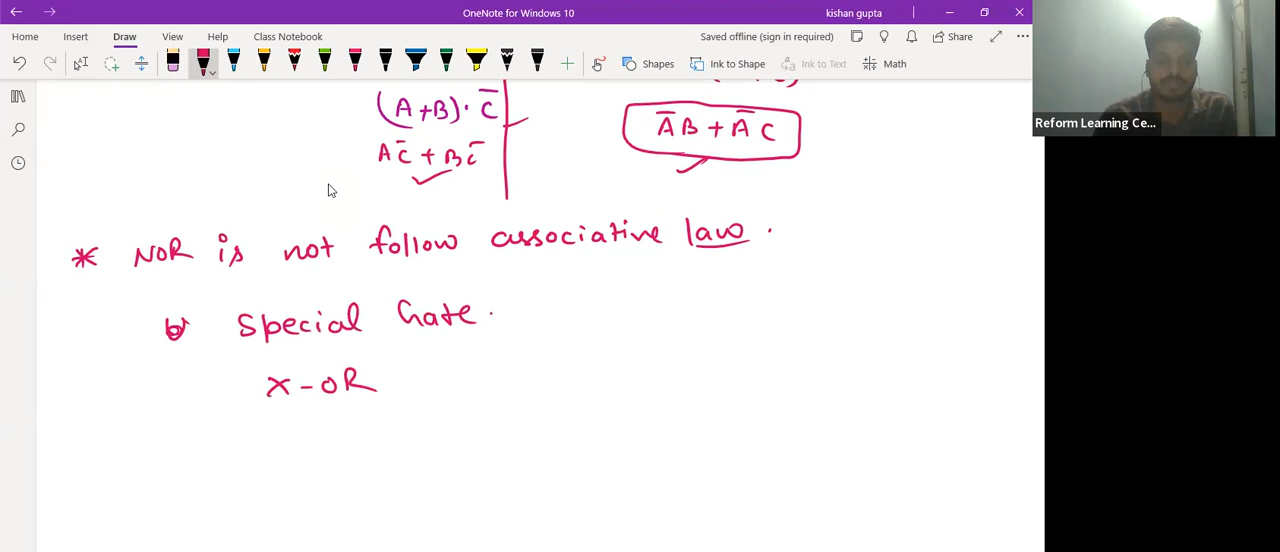 OneNote for Windows 10
kishan gupta
Home Insert Draw View Help Class Notebook
Saved offline (sign in required)
Share
Shapes
Ink to Shape
Ink to Text
Math
(A+B)·C̅
AC̅ + BC̅
A̅B + A̅C
Reform Learning Ce...
* NOR is not follow associative law.
Special Gate.
X-OR